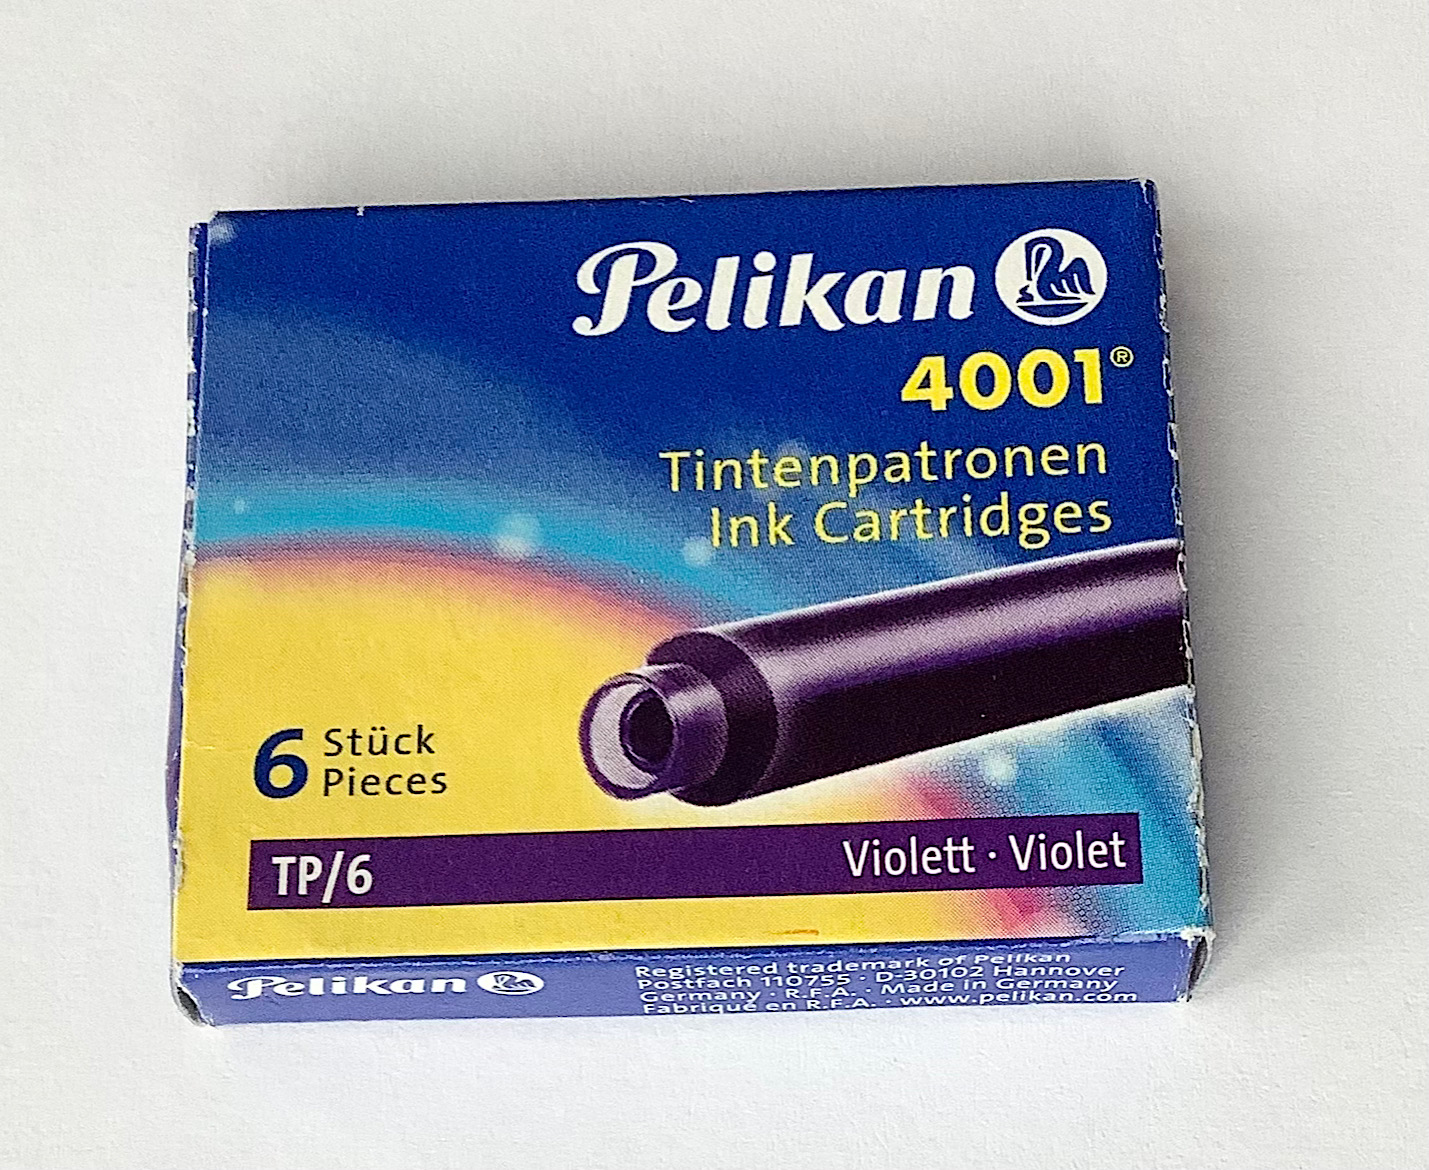 Pelikan
4001®
Tintenpatronen
Ink Cartridges
6 Stück
Pieces
TP/6 Violett · Violet
Pelikan
Registered trademark of Pelikan
Postfach 110755 · D-30102 Hannover
Germany · R.F.A. · Made in Germany
Fabriqué en R.F.A. · www.pelikan.com